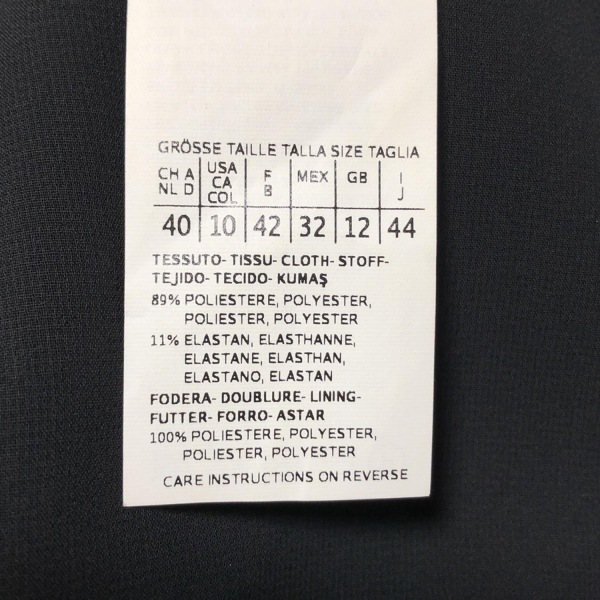 GRÖSSE TAILLE TALLA SIZE TAGLIA
CH A NL D | USA CA COL | F B | MEX | GB | I J
40 | 10 | 42 | 32 | 12 | 44
TESSUTO- TISSU- CLOTH- STOFF-
TEJIDO- TECIDO- KUMAŞ
89% POLIESTERE, POLYESTER,
POLIESTER, POLYESTER
11% ELASTAN, ELASTHANNE,
ELASTANE, ELASTHAN,
ELASTANO, ELASTAN
FODERA- DOUBLURE- LINING-
FUTTER- FORRO- ASTAR
100% POLIESTERE, POLYESTER,
POLIESTER, POLYESTER
CARE INSTRUCTIONS ON REVERSE